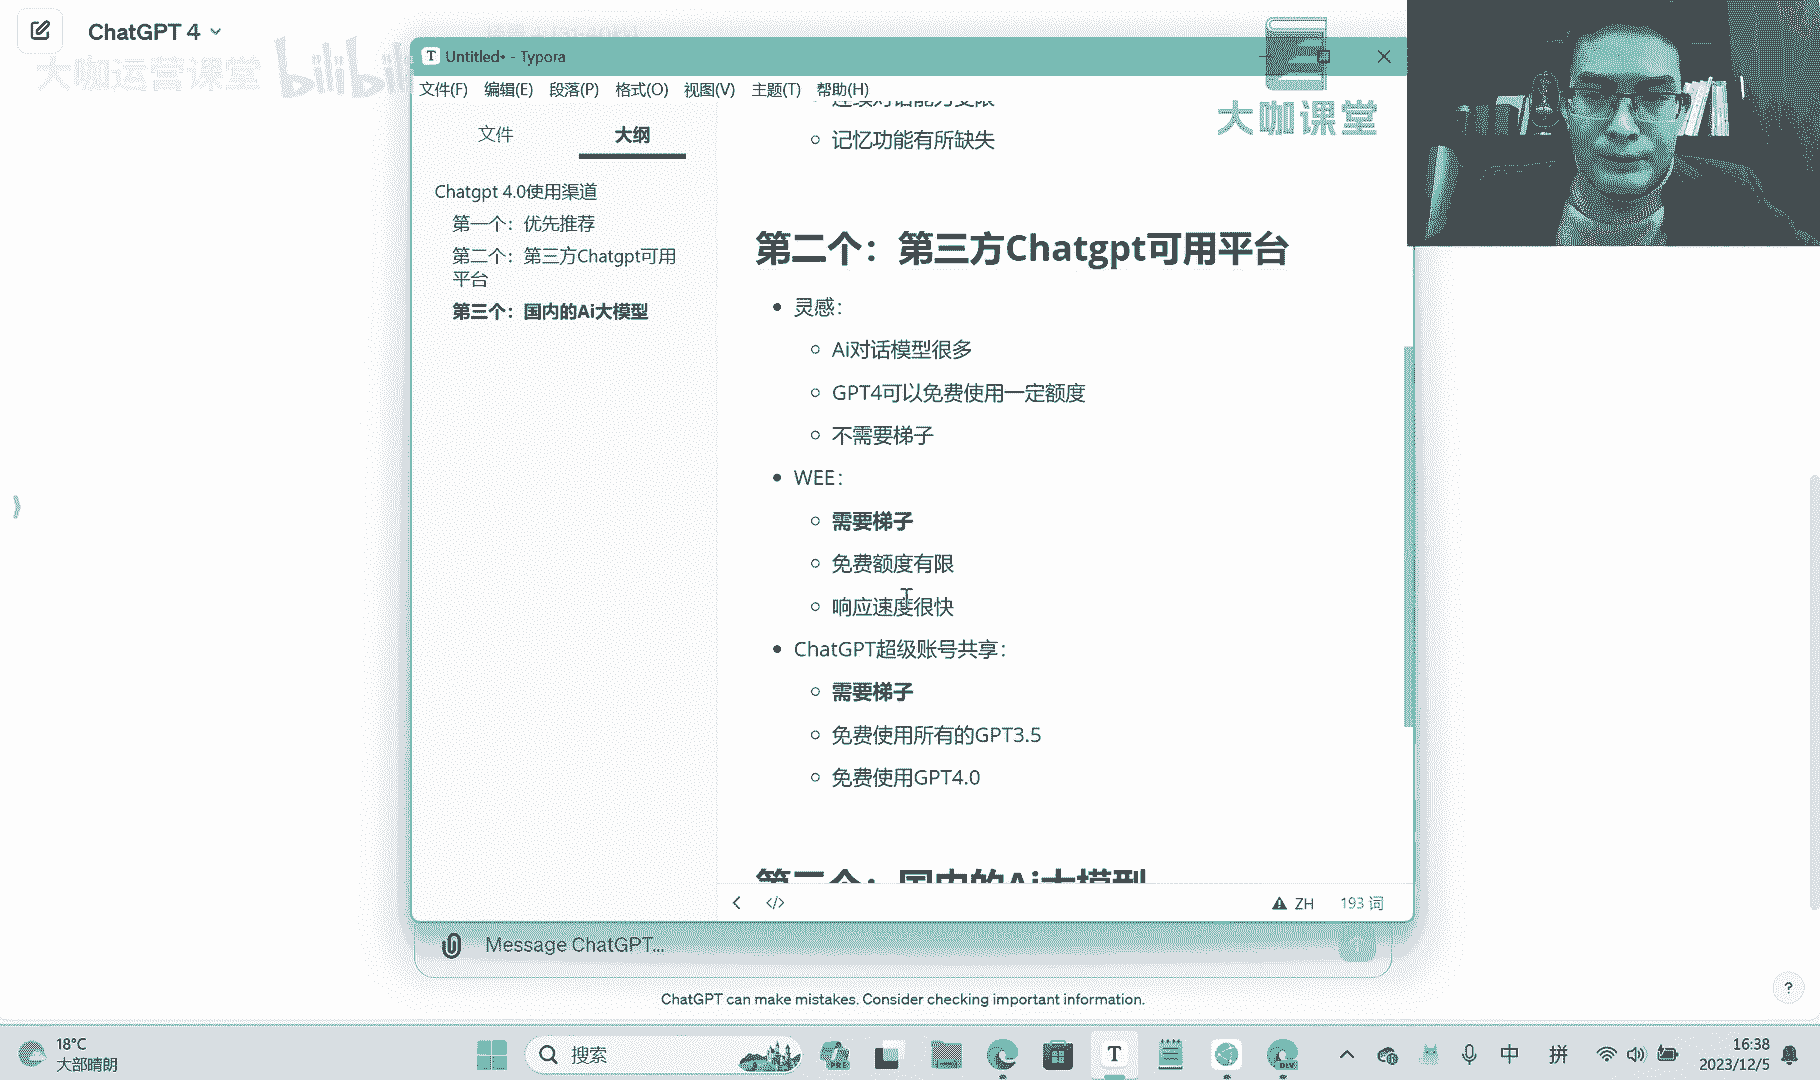 ChatGPT 4
大咖运营课堂 bilibili
Untitled• - Typora
文件(F) 编辑(E) 段落(P) 格式(O) 视图(V) 主题(T) 帮助(H)
大咖课堂
文件 大纲
Chatgpt 4.0使用渠道
第一个：优先推荐
第二个：第三方Chatgpt可用
平台
第三个：国内的Ai大模型
连续对话能力受限
记忆功能有所缺失
第二个：第三方Chatgpt可用平台
灵感：
Ai对话模型很多
GPT4可以免费使用一定额度
不需要梯子
WEE：
需要梯子
免费额度有限
响应速度很快
ChatGPT超级账号共享：
需要梯子
免费使用所有的GPT3.5
免费使用GPT4.0
第三个：国内的Ai大模型
ZH 193 词
Message ChatGPT...
ChatGPT can make mistakes. Consider checking important information.
?
18°C
大部晴朗
搜索
中 拼
16:38
2023/12/5